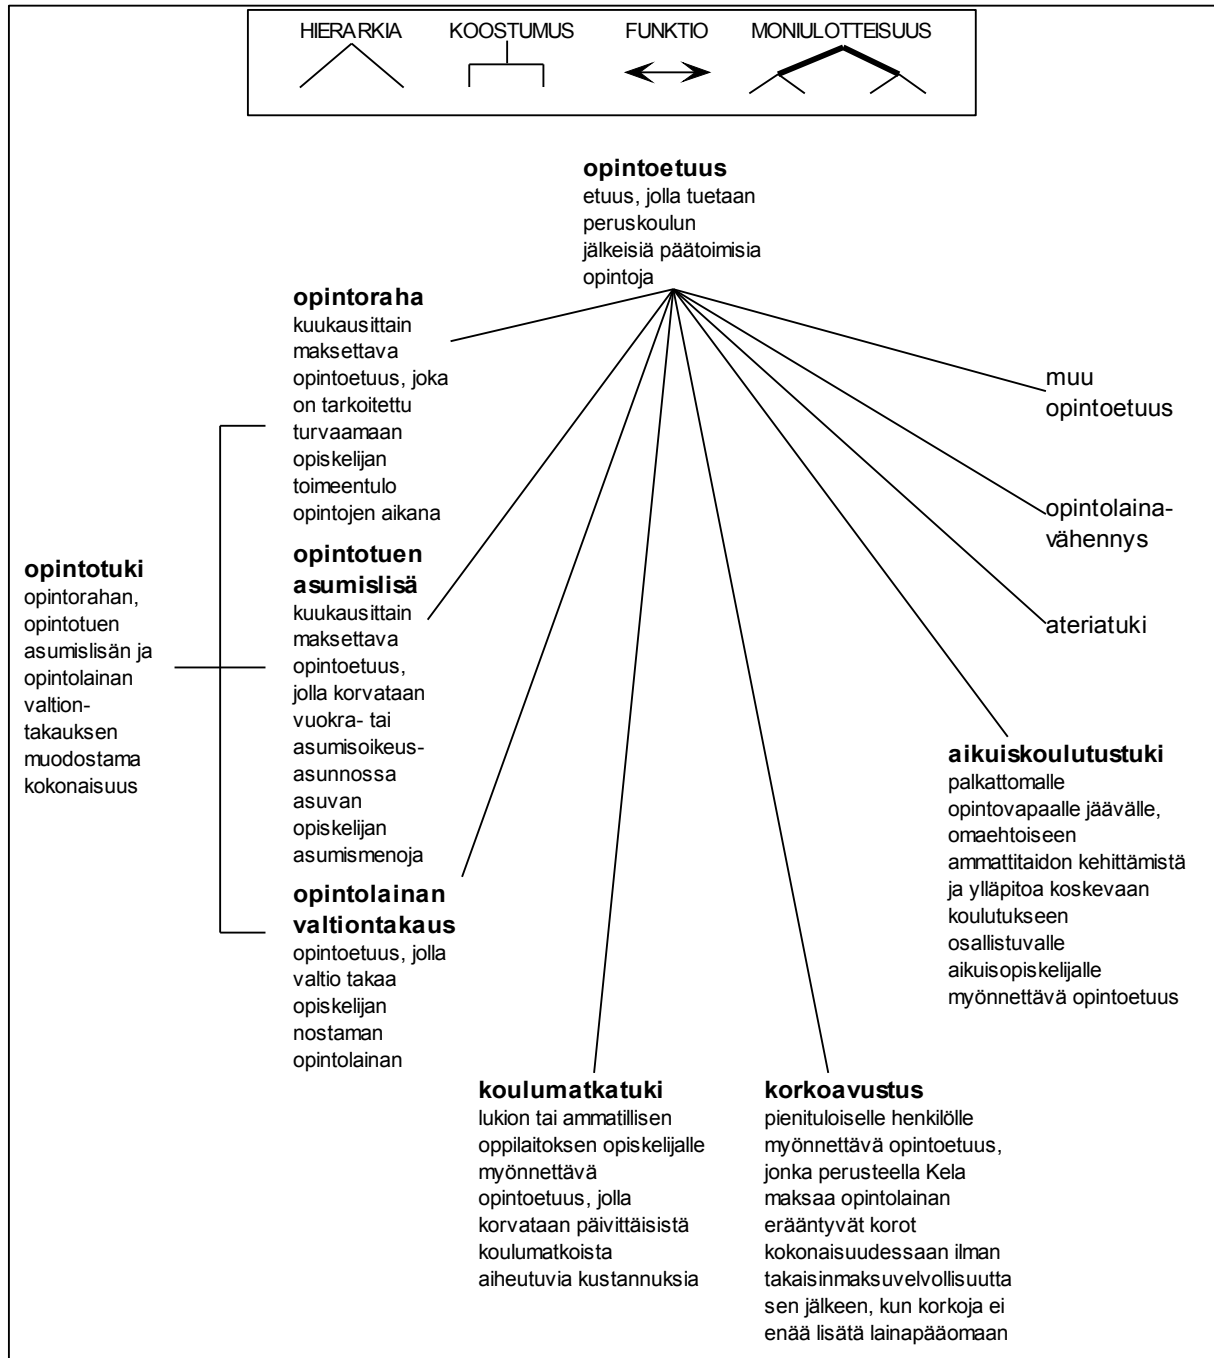 HIERARKIA KOOSTUMUS FUNKTIO MONIULOTTEISUUS
opintoetuus
etuus, jolla tuetaan
peruskoulun
jälkeisiä päätoimisia
opintoja
opintoraha
kuukausittain
maksettava
opintoetuus, joka
on tarkoitettu
turvaamaan
opiskelijan
toimeentulo
opintojen aikana
muu
opintoetuus
opintolaina-
vähennys
ateriatuki
opintotuki
opintorahan,
opintotuen
asumislisän ja
opintolainan
valtion-
takauksen
muodostama
kokonaisuus
opintotuen
asumislisä
kuukausittain
maksettava
opintoetuus,
jolla korvataan
vuokra- tai
asumisoikeus-
asunnossa
asuvan
opiskelijan
asumismenoja
opintolainan
valtiontakaus
opintoetuus, jolla
valtio takaa
opiskelijan
nostaman
opintolainan
aikuiskoulutustuki
palkattomalle
opintovapaalle jäävälle,
omaehtoiseen
ammattitaidon kehittämistä
ja ylläpitoa koskevaan
koulutukseen
osallistuvalle
aikuisopiskelijalle
myönnettävä opintoetuus
koulumatkatuki
lukion tai ammatillisen
oppilaitoksen opiskelijalle
myönnettävä
opintoetuus, jolla
korvataan päivittäisistä
koulumatkoista
aiheutuvia kustannuksia
korkoavustus
pienituloiselle henkilölle
myönnettävä opintoetuus,
jonka perusteella Kela
maksaa opintolainan
erääntyvät korot
kokonaisuudessaan ilman
takaisinmaksuvelvollisuutta
sen jälkeen, kun korkoja ei
enää lisätä lainapääomaan